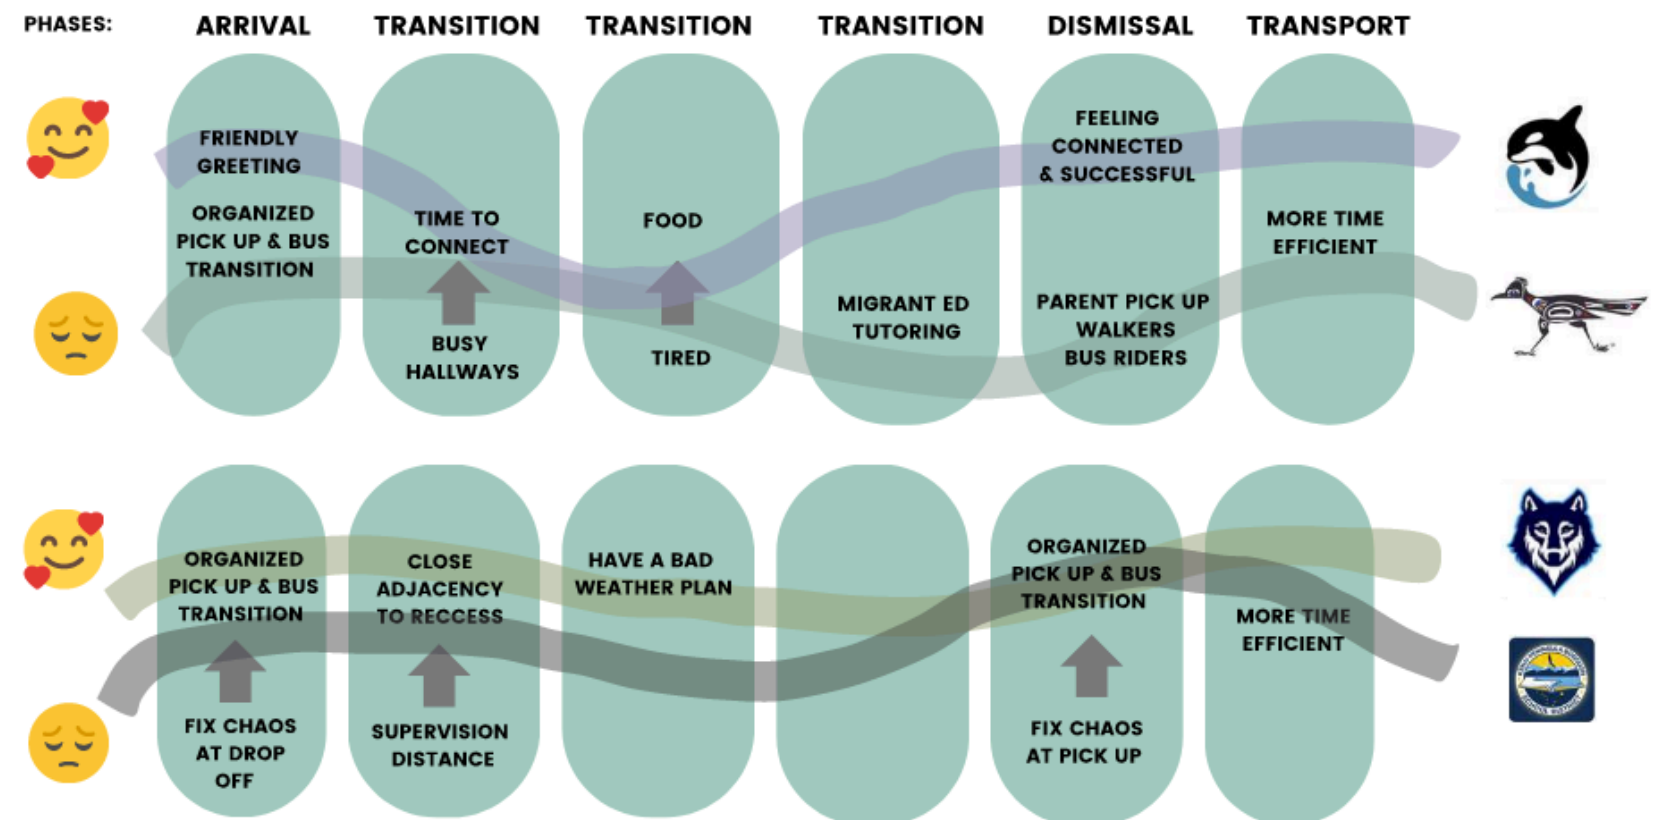 PHASES:
ARRIVAL
TRANSITION
TRANSITION
TRANSITION
DISMISSAL
TRANSPORT
FRIENDLY
GREETING
ORGANIZED
PICK UP & BUS
TRANSITION
TIME TO
CONNECT
BUSY
HALLWAYS
FOOD
TIRED
MIGRANT ED
TUTORING
FEELING
CONNECTED
& SUCCESSFUL
PARENT PICK UP
WALKERS
BUS RIDERS
MORE TIME
EFFICIENT
ORGANIZED
PICK UP & BUS
TRANSITION
FIX CHAOS
AT DROP
OFF
CLOSE
ADJACENCY
TO RECCESS
SUPERVISION
DISTANCE
HAVE A BAD
WEATHER PLAN
ORGANIZED
PICK UP & BUS
TRANSITION
FIX CHAOS
AT PICK UP
MORE TIME
EFFICIENT